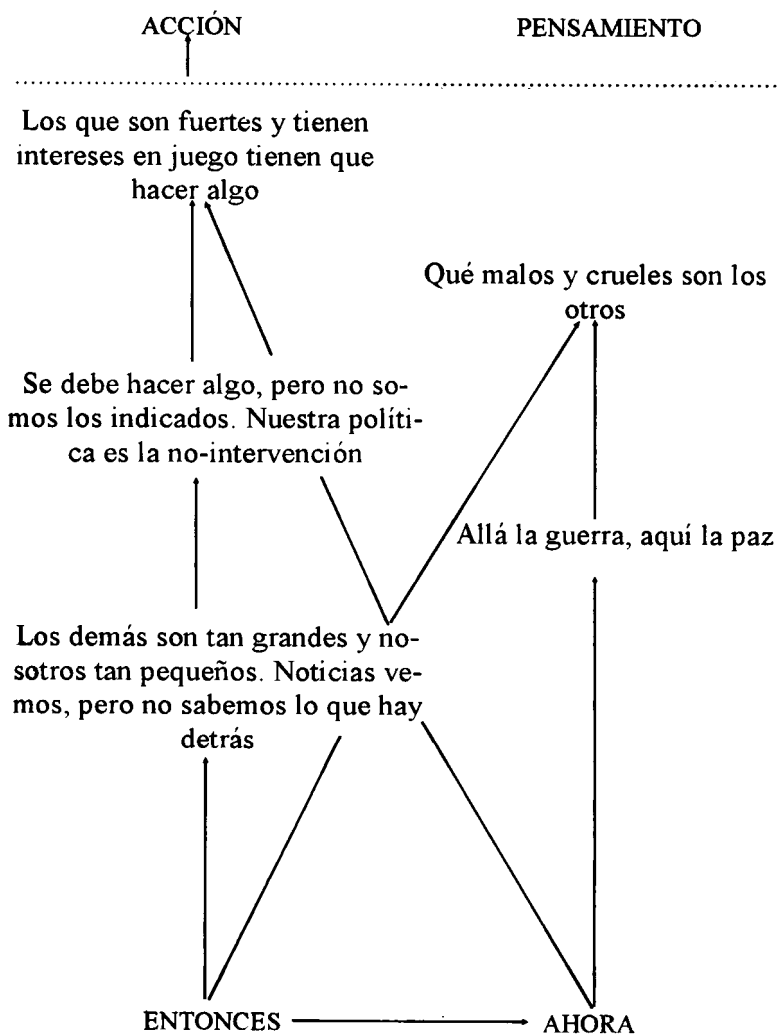 ACCIÓN PENSAMIENTO
Los que son fuertes y tienen
intereses en juego tienen que
hacer algo
Qué malos y crueles son los
otros
Se debe hacer algo, pero no so-
mos los indicados. Nuestra políti-
ca es la no-intervención
Allá la guerra, aquí la paz
Los demás son tan grandes y no-
sotros tan pequeños. Noticias ve-
mos, pero no sabemos lo que hay
detrás
ENTONCES AHORA